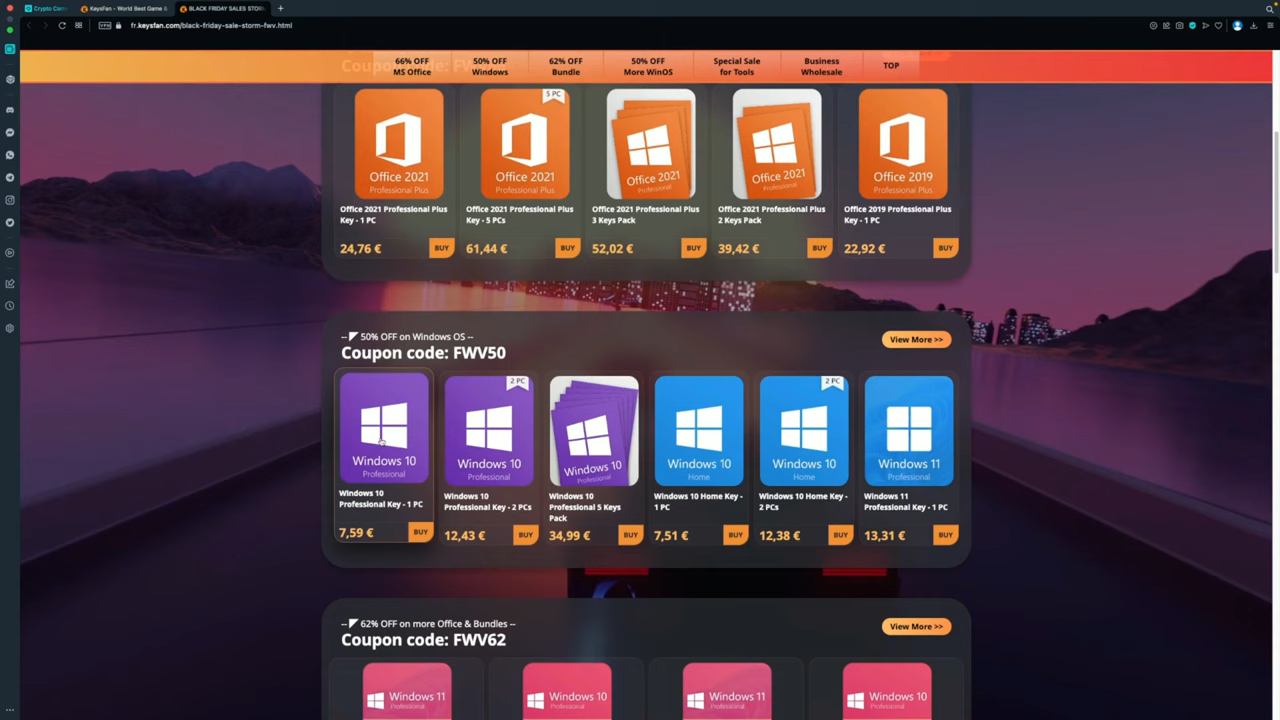 Crypto Can
KeysFan - World Best Game &
BLACK FRIDAY SALES STOR
VPN
fr.keysfan.com/black-friday-sale-storm-fwv.html
66% OFF
MS Office
50% OFF
Windows
62% OFF
Bundle
50% OFF
More WinOS
Special Sale
for Tools
Business
Wholesale
TOP
Coupon code: FW
Office 2021
Professional Plus
5 PC
Office 2021
Professional Plus
Office 2021
Professional
Office 2021
Professional
Office 2019
Professional Plus
Office 2021 Professional Plus
Key - 1 PC
Office 2021 Professional Plus
Key - 5 PCs
Office 2021 Professional Plus
3 Keys Pack
Office 2021 Professional Plus
2 Keys Pack
Office 2019 Professional Plus
Key - 1 PC
24,76 € BUY
61,44 € BUY
52,02 € BUY
39,42 € BUY
22,92 € BUY
-- 50% OFF on Windows OS --
Coupon code: FWV50
View More >>
Windows 10
Professional
2 PC
Windows 10
Professional
Windows 10
Professional
Windows 10
Home
2 PC
Windows 10
Home
Windows 11
Professional
Windows 10
Professional Key - 1 PC
Windows 10
Professional Key - 2 PCs
Windows 10
Professional 5 Keys
Pack
Windows 10 Home Key -
1 PC
Windows 10 Home Key -
2 PCs
Windows 11
Professional Key - 1 PC
7,59 € BUY
12,43 € BUY
34,99 € BUY
7,51 € BUY
12,38 € BUY
13,31 € BUY
-- 62% OFF on more Office & Bundles --
Coupon code: FWV62
View More >>
Windows 11
Windows 10
Windows 11
Windows 10